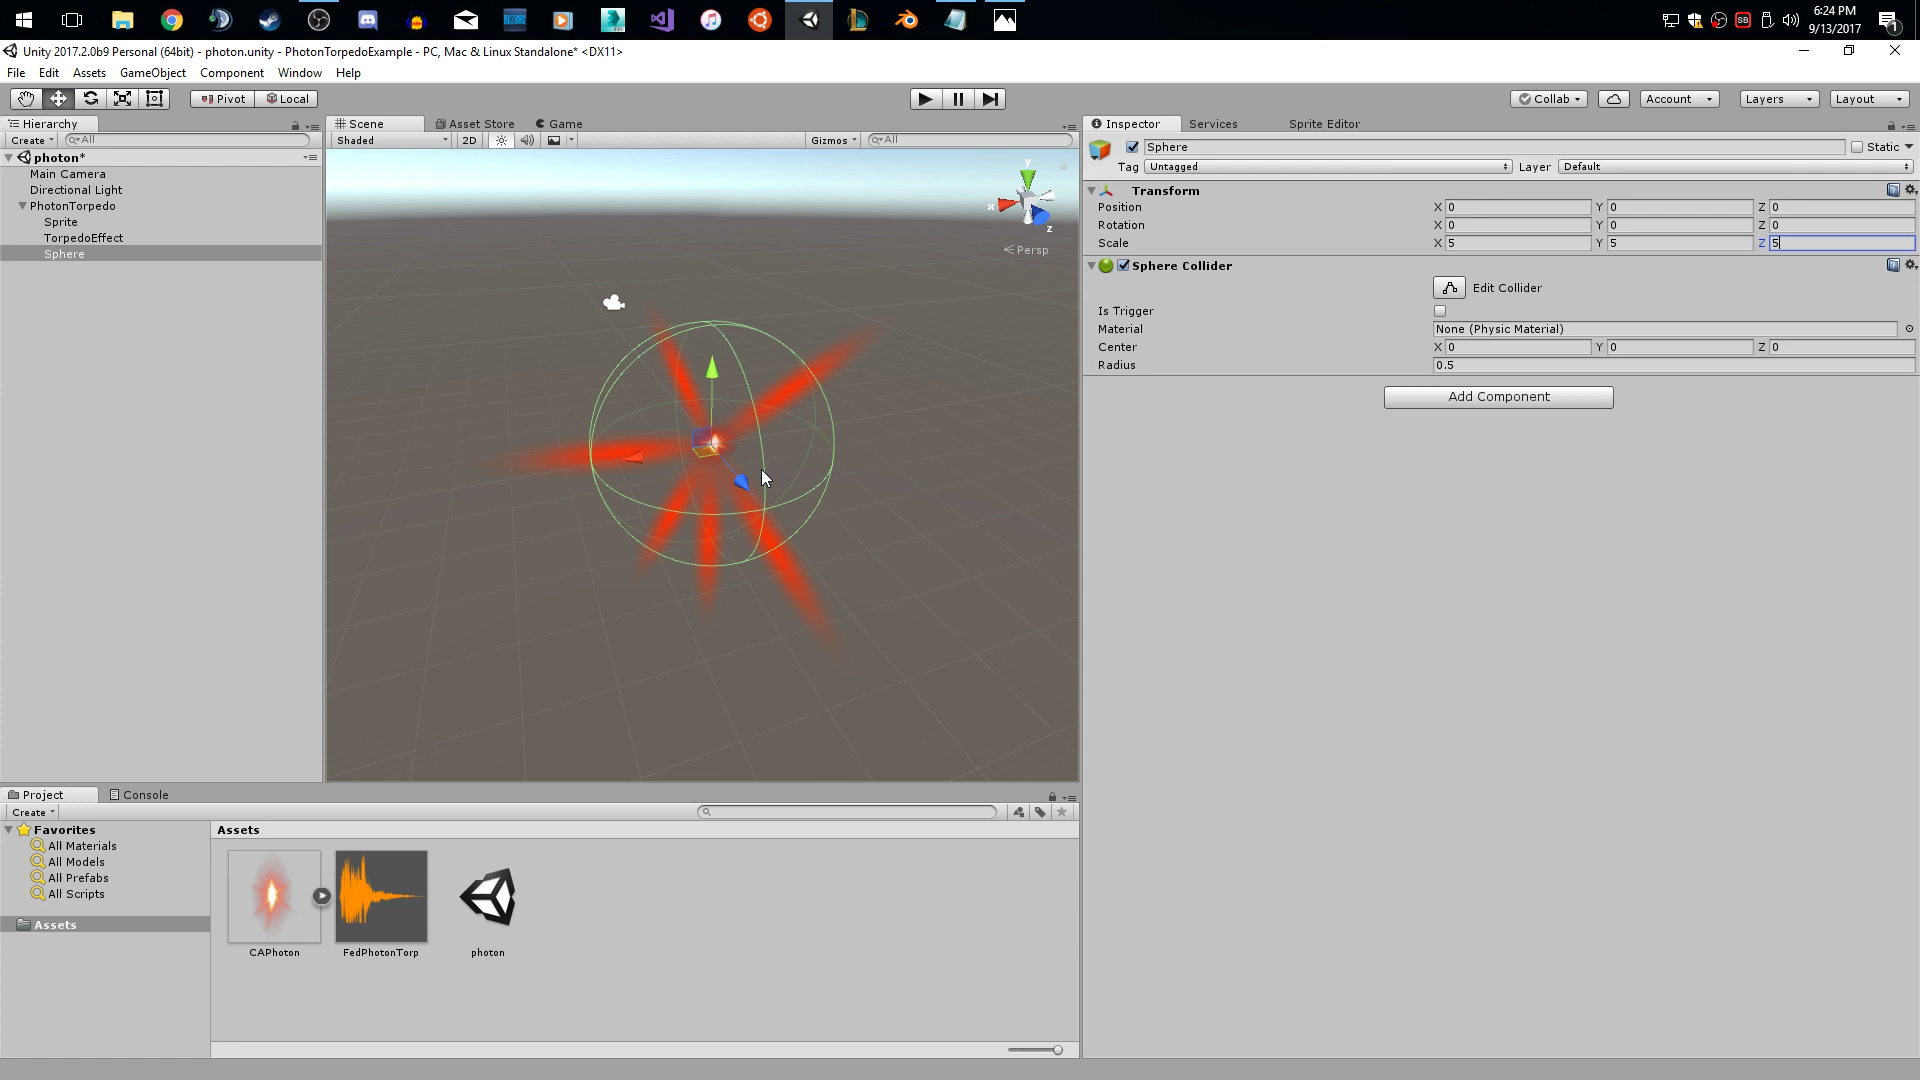 6:24 PM
9/13/2017
SB
1
Unity 2017.2.0b9 Personal (64bit) - photon.unity - PhotonTorpedoExample - PC, Mac & Linux Standalone* <DX11>
File Edit Assets GameObject Component Window Help
Pivot Local Collab Account Layers Layout
Hierarchy
Create All
photon*
Main Camera
Directional Light
PhotonTorpedo
Sprite
TorpedoEffect
Sphere
Scene Asset Store Game
Shaded 2D Gizmos All
y
x
z
Persp
Inspector Services Sprite Editor
Sphere Static
Tag Untagged Layer Default
Transform
Position X 0 Y 0 Z 0
Rotation X 0 Y 0 Z 0
Scale X 5 Y 5 Z 5
Sphere Collider
Edit Collider
Is Trigger
Material None (Physic Material)
Center X 0 Y 0 Z 0
Radius 0.5
Add Component
Project Console
Create
Favorites
All Materials
All Models
All Prefabs
All Scripts
Assets
Assets
CAPhoton FedPhotonTorp photon